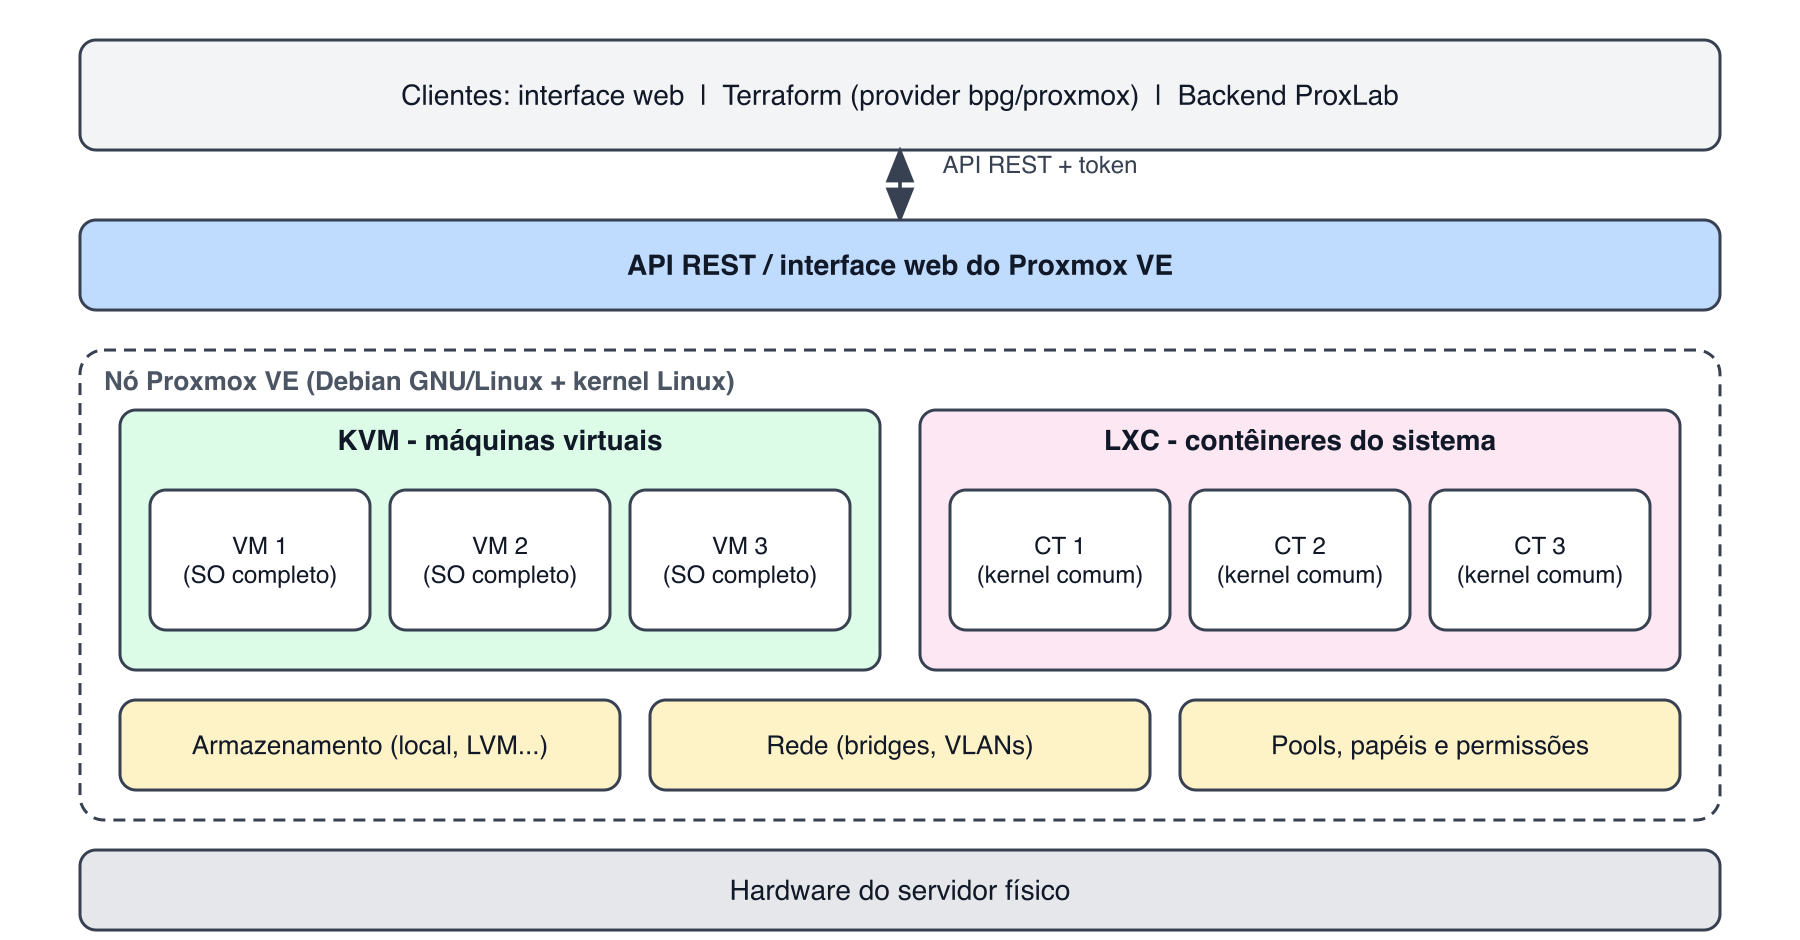 Clientes: interface web | Terraform (provider bpg/proxmox) | Backend ProxLab
API REST + token
API REST / interface web do Proxmox VE
Nó Proxmox VE (Debian GNU/Linux + kernel Linux)
KVM - máquinas virtuais
VM 1
(SO completo)
VM 2
(SO completo)
VM 3
(SO completo)
LXC - contêineres do sistema
CT 1
(kernel comum)
CT 2
(kernel comum)
CT 3
(kernel comum)
Armazenamento (local, LVM...)
Rede (bridges, VLANs)
Pools, papéis e permissões
Hardware do servidor físico